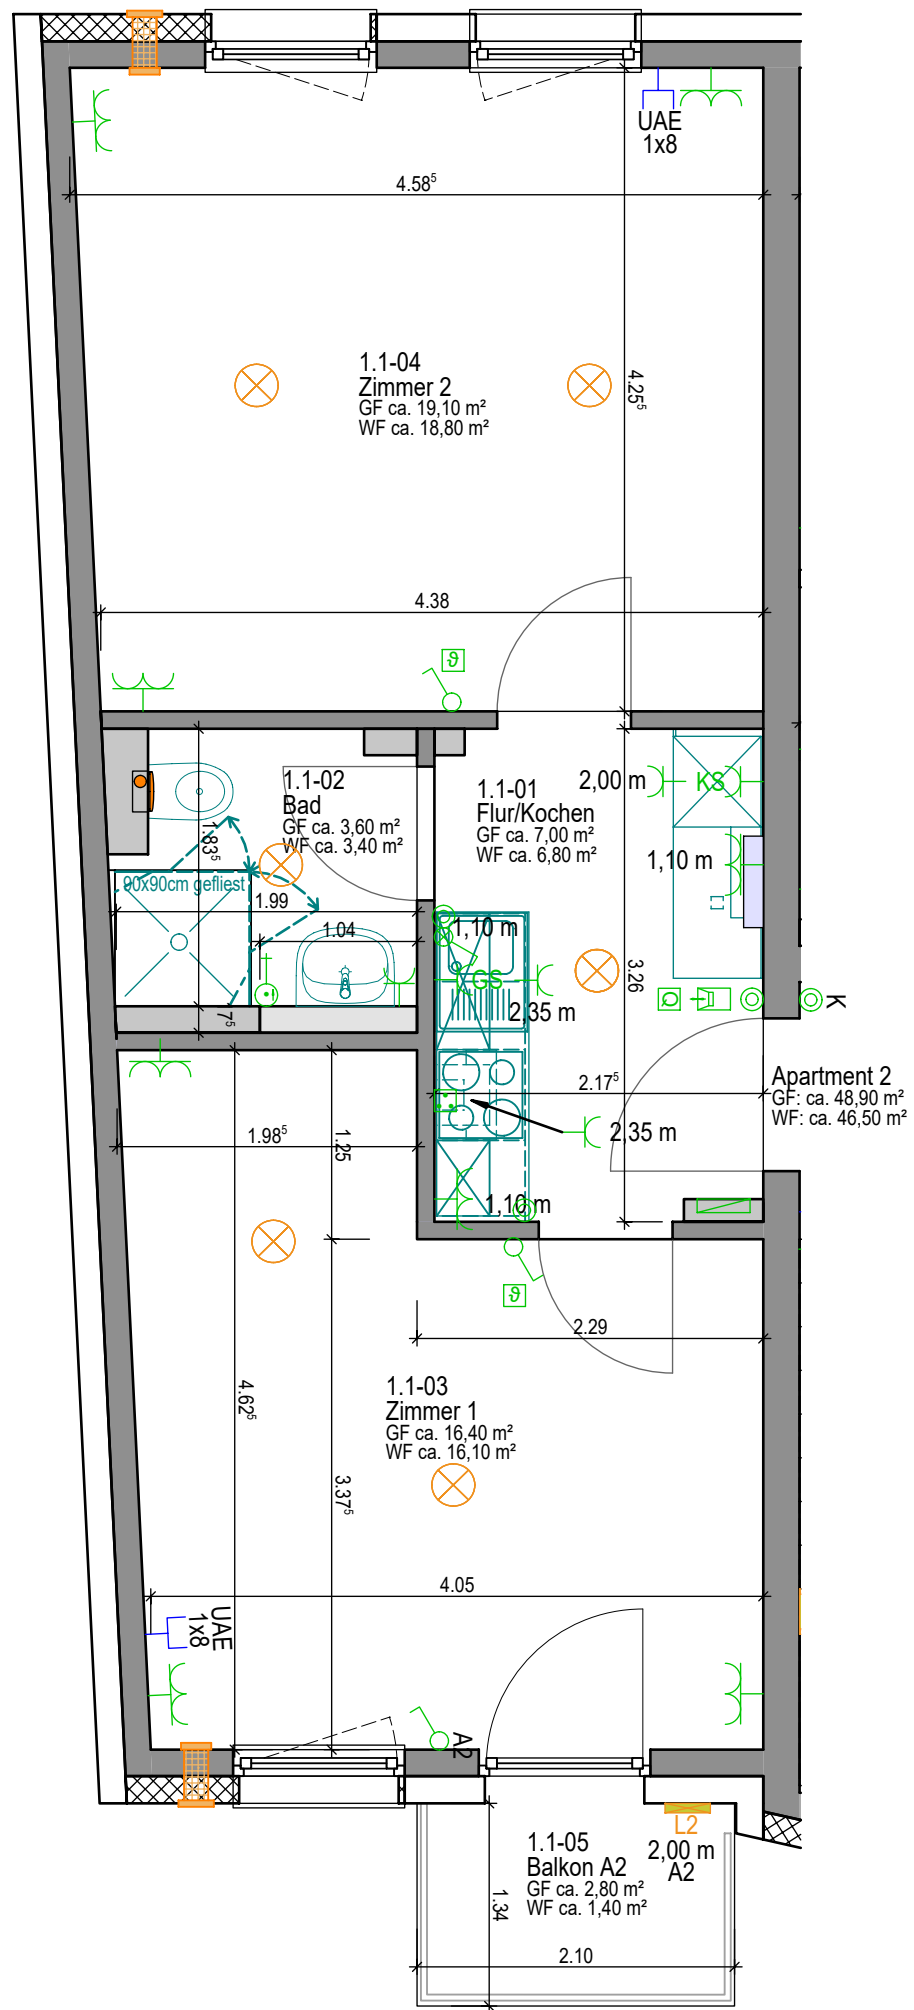 UAE
1x8
4.58⁵
1.1-04
Zimmer 2
GF ca. 19,10 m²
WF ca. 18,80 m²
4.25⁵
4.38
ϑ
1.1-02
Bad
GF ca. 3,60 m²
WF ca. 3,40 m²
1.83⁵
1.1-01
Flur/Kochen
GF ca. 7,00 m²
WF ca. 6,80 m²
2,00 m
KS
1,10 m
90x90cm gefliest
1.99
1.04
1,10 m
GS
2,35 m
3.26
7⁵
K
2.17⁵
Apartment 2
GF: ca. 48,90 m²
WF: ca. 46,50 m²
2,35 m
1.98⁵
1.25
1,10 m
ϑ
2.29
1.1-03
Zimmer 1
GF ca. 16,40 m²
WF ca. 16,10 m²
4.62⁵
3.37⁵
4.05
UAE
1x8
A2
L2
2,00 m
A2
1.1-05
Balkon A2
GF ca. 2,80 m²
WF ca. 1,40 m²
1.34
2.10